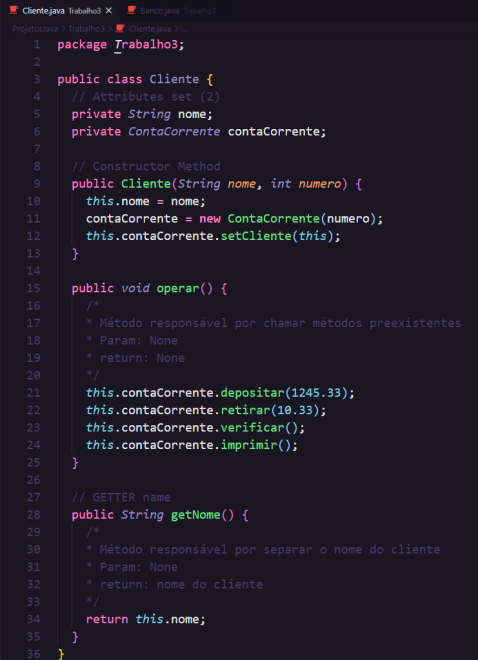 Cliente.java Trabalho3 × Banco.java Trabalho3
ProjetosJava > Trabalho3 > Cliente.java > ...
1 package Trabalho3;
2
3 public class Cliente {
4 // Attributes set (2)
5 private String nome;
6 private ContaCorrente contaCorrente;
7
8 // Constructor Method
9 public Cliente(String nome, int numero) {
10 this.nome = nome;
11 contaCorrente = new ContaCorrente(numero);
12 this.contaCorrente.setCliente(this);
13 }
14
15 public void operar() {
16 /*
17 * Método responsável por chamar métodos preexistentes
18 * Param: None
19 * return: None
20 */
21 this.contaCorrente.depositar(1245.33);
22 this.contaCorrente.retirar(10.33);
23 this.contaCorrente.verificar();
24 this.contaCorrente.imprimir();
25 }
26
27 // GETTER name
28 public String getNome() {
29 /*
30 * Método responsável por separar o nome do cliente
31 * Param: None
32 * return: nome do cliente
33 */
34 return this.nome;
35 }
36 }